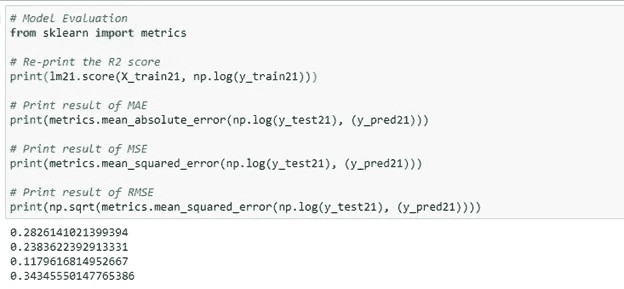 # Model Evaluation
from sklearn import metrics
# Re-print the R2 score
print(lm21.score(X_train21, np.log(y_train21)))
# Print result of MAE
print(metrics.mean_absolute_error(np.log(y_test21), (y_pred21)))
# Print result of MSE
print(metrics.mean_squared_error(np.log(y_test21), (y_pred21)))
# Print result of RMSE
print(np.sqrt(metrics.mean_squared_error(np.log(y_test21), (y_pred21))))
0.2826141021399394
0.2383622392913331
0.1179616814952667
0.34345550147765386